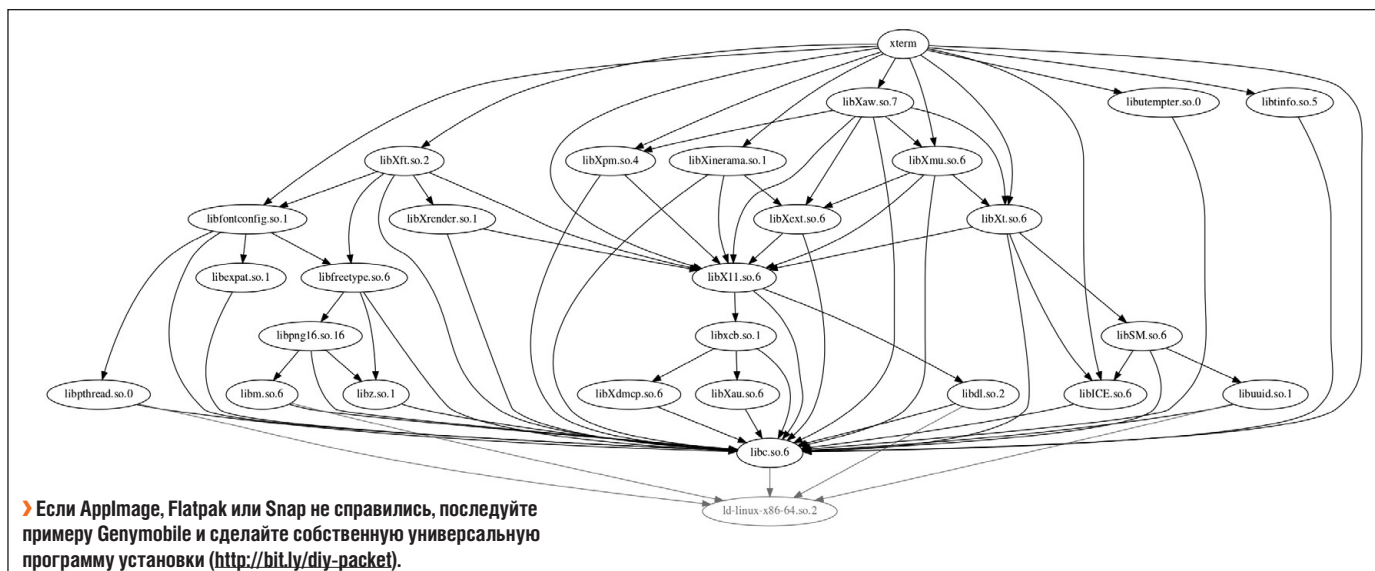 xterm
libXaw.so.7
libutempter.so.0
libtinfo.so.5
libXft.so.2
libXpm.so.4
libXinerama.so.1
libXmu.so.6
libfontconfig.so.1
libXrender.so.1
libXext.so.6
libXt.so.6
libexpat.so.1
libfreetype.so.6
libX11.so.6
libpng16.so.16
libxcb.so.1
libSM.so.6
libpthread.so.0
libm.so.6
libz.so.1
libXdmcp.so.6
libXau.so.6
libdl.so.2
libICE.so.6
libuuid.so.1
libc.so.6
ld-linux-x86-64.so.2
› Если AppImage, Flatpak или Snap не справились, последуйте
примеру Genymobile и сделайте собственную универсальную
программу установки (http://bit.ly/diy-packet).